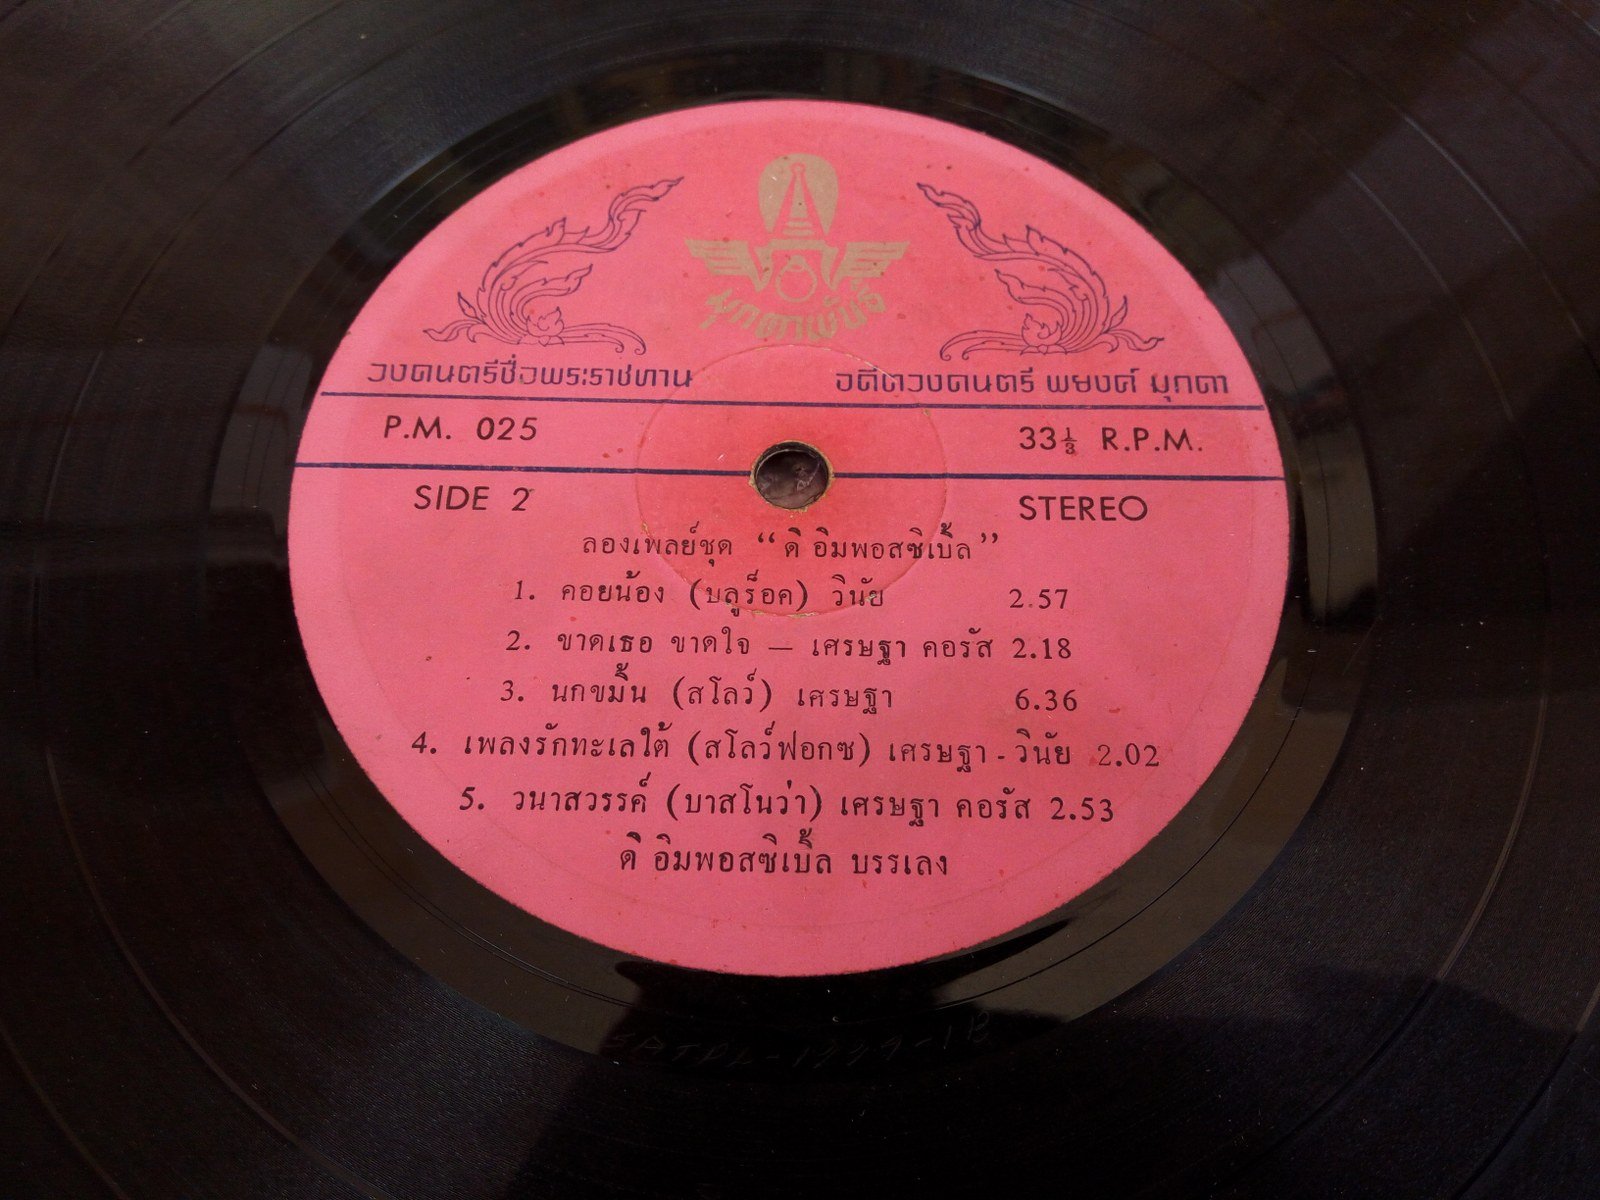 มุกดาพันธ์
วงดนตรีชื่อพระราชทาน
อดีตวงดนตรี พยงค์ มุกดา
P.M. 025
33⅓ R.P.M.
SIDE 2
STEREO
ลองเพลย์ชุด “ดิ อิมพอสซิเบิ้ล”
1. คอยน้อง (บลูร็อค) วินัย 2.57
2. ขาดเธอ ขาดใจ — เศรษฐา คอรัส 2.18
3. นกขมิ้น (สโลว์) เศรษฐา 6.36
4. เพลงรักทะเลใต้ (สโลว์ฟอกซ) เศรษฐา - วินัย 2.02
5. วนาสวรรค์ (บาสโนว่า) เศรษฐา คอรัส 2.53
ดิ อิมพอสซิเบิ้ล บรรเลง